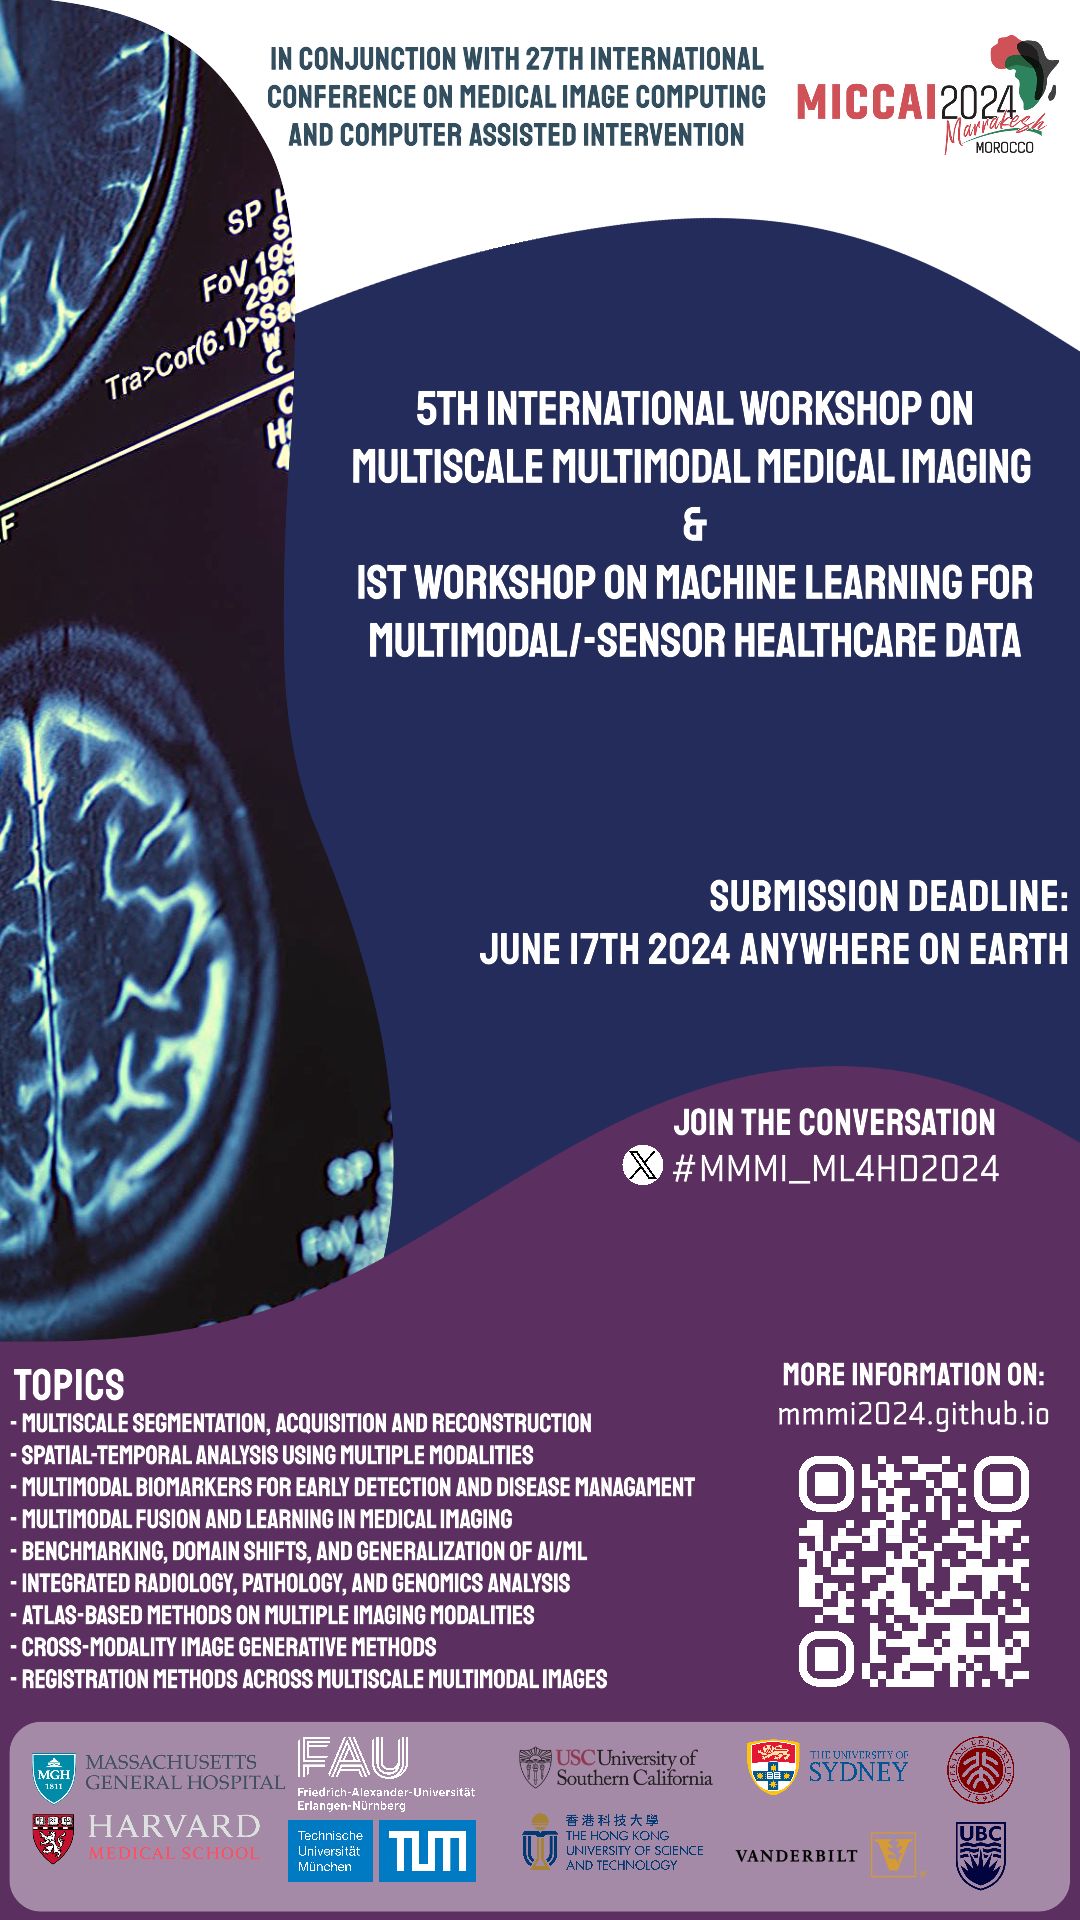 IN CONJUNCTION WITH 27TH INTERNATIONAL
CONFERENCE ON MEDICAL IMAGE COMPUTING
AND COMPUTER ASSISTED INTERVENTION
MICCAI2024
Marrakesh
MOROCCO
SP H
S
FoV 199
296*
Tra>Cor(6.1)>Sa
W
C
C
F
5TH INTERNATIONAL WORKSHOP ON
MULTISCALE MULTIMODAL MEDICAL IMAGING
&
1ST WORKSHOP ON MACHINE LEARNING FOR
MULTIMODAL/-SENSOR HEALTHCARE DATA
SUBMISSION DEADLINE:
JUNE 17TH 2024 ANYWHERE ON EARTH
JOIN THE CONVERSATION
X #MMMI_ML4HD2024
TOPICS
- MULTISCALE SEGMENTATION, ACQUISITION AND RECONSTRUCTION
- SPATIAL-TEMPORAL ANALYSIS USING MULTIPLE MODALITIES
- MULTIMODAL BIOMARKERS FOR EARLY DETECTION AND DISEASE MANAGAMENT
- MULTIMODAL FUSION AND LEARNING IN MEDICAL IMAGING
- BENCHMARKING, DOMAIN SHIFTS, AND GENERALIZATION OF AI/ML
- INTEGRATED RADIOLOGY, PATHOLOGY, AND GENOMICS ANALYSIS
- ATLAS-BASED METHODS ON MULTIPLE IMAGING MODALITIES
- CROSS-MODALITY IMAGE GENERATIVE METHODS
- REGISTRATION METHODS ACROSS MULTISCALE MULTIMODAL IMAGES
MORE INFORMATION ON:
mmmi2024.github.io
MGH
1811
MASSACHUSETTS
GENERAL HOSPITAL
HARVARD
MEDICAL SCHOOL
FAU
Friedrich-Alexander-Universität
Erlangen-Nürnberg
Technische
Universität
München
TUM
USC University of
Southern California
香港科技大學
THE HONG KONG
UNIVERSITY OF SCIENCE
AND TECHNOLOGY
THE UNIVERSITY OF
SYDNEY
VANDERBILT V
1898
UBC